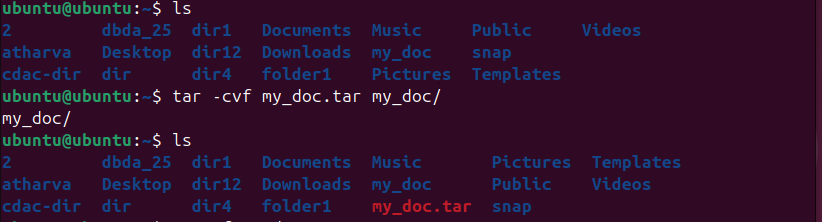 ubuntu@ubuntu:~$ ls
2 dbda_25 dir1 Documents Music Public Videos
atharva Desktop dir12 Downloads my_doc snap
cdac-dir dir dir4 folder1 Pictures Templates
ubuntu@ubuntu:~$ tar -cvf my_doc.tar my_doc/
my_doc/
ubuntu@ubuntu:~$ ls
2 dbda_25 dir1 Documents Music Pictures Templates
atharva Desktop dir12 Downloads my_doc Public Videos
cdac-dir dir dir4 folder1 my_doc.tar snap